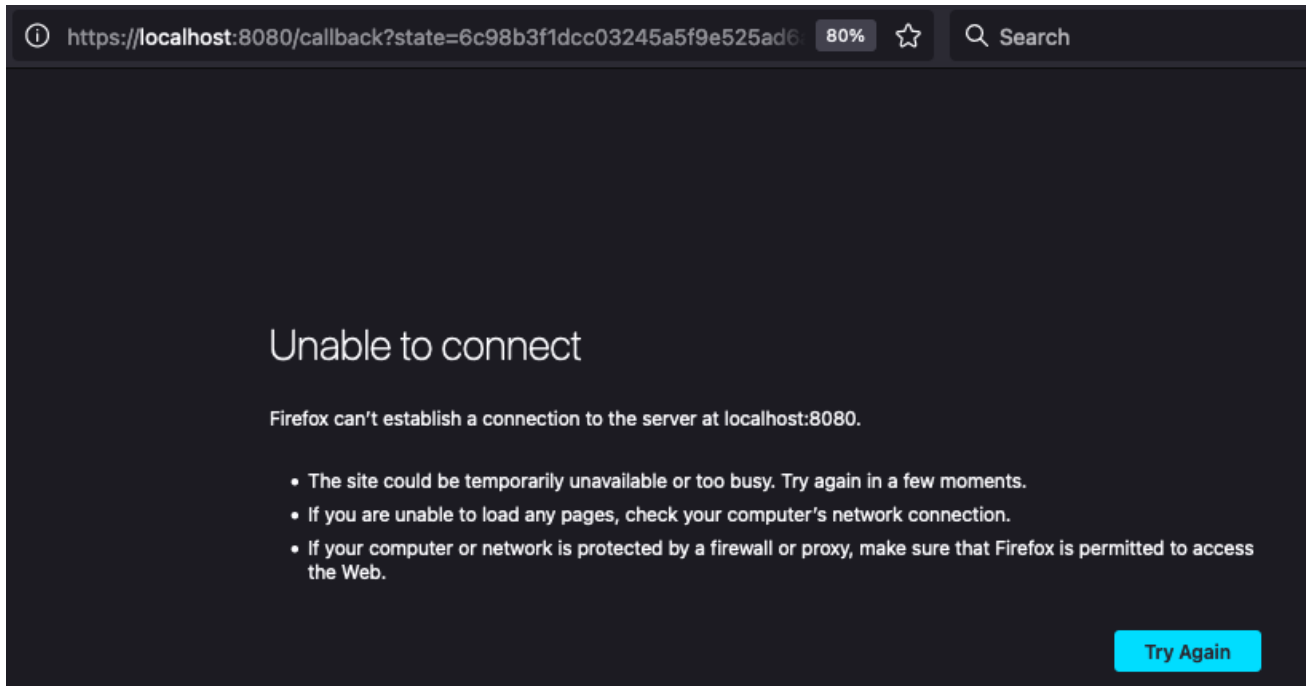 https://localhost:8080/callback?state=6c98b3f1dcc03245a5f9e525ad6 80% Search
Unable to connect
Firefox can’t establish a connection to the server at localhost:8080.
• The site could be temporarily unavailable or too busy. Try again in a few moments.
• If you are unable to load any pages, check your computer’s network connection.
• If your computer or network is protected by a firewall or proxy, make sure that Firefox is permitted to access
the Web.
Try Again